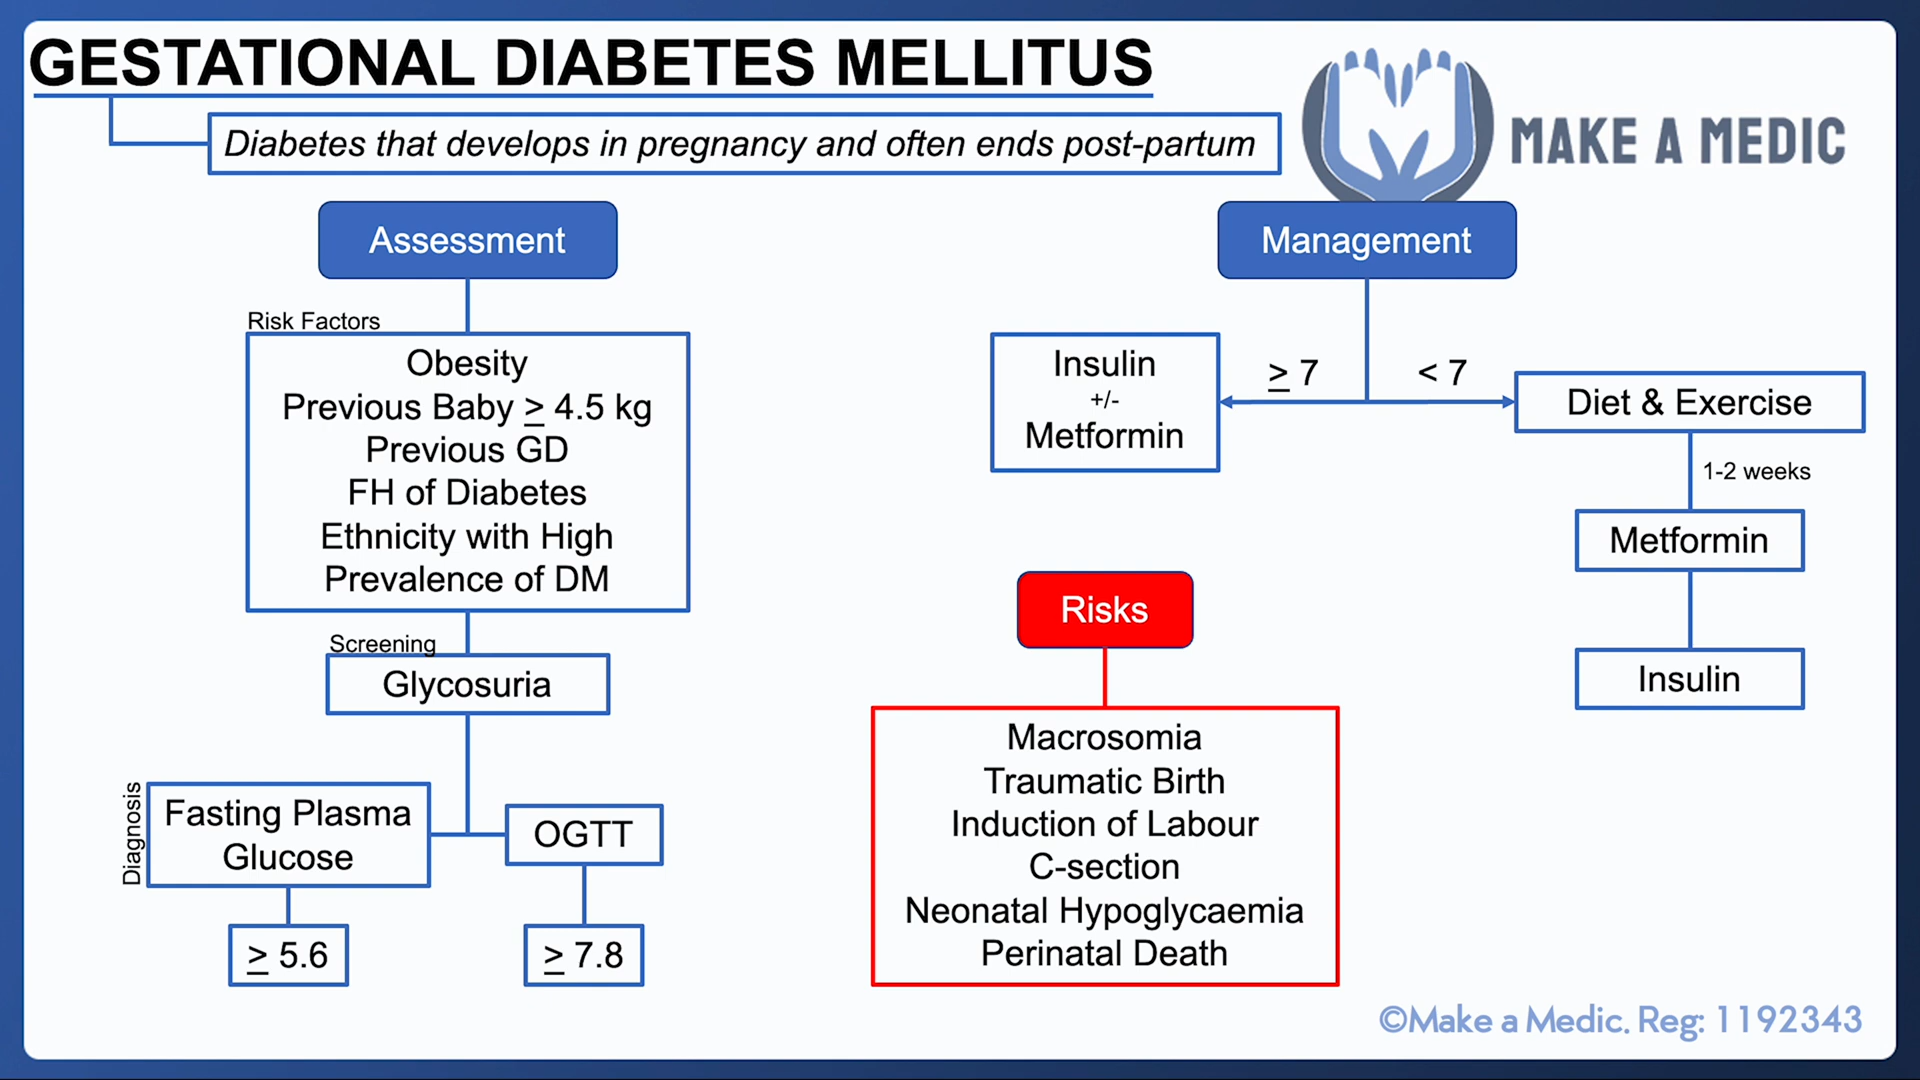 GESTATIONAL DIABETES MELLITUS
Diabetes that develops in pregnancy and often ends post-partum
MAKE A MEDIC
Assessment
Risk Factors
Obesity
Previous Baby ≥ 4.5 kg
Previous GD
FH of Diabetes
Ethnicity with High
Prevalence of DM
Screening
Glycosuria
Diagnosis
Fasting Plasma
Glucose
≥ 5.6
OGTT
≥ 7.8
Management
≥ 7
Insulin
+/-
Metformin
< 7
Diet & Exercise
1-2 weeks
Metformin
Insulin
Risks
Macrosomia
Traumatic Birth
Induction of Labour
C-section
Neonatal Hypoglycaemia
Perinatal Death
©Make a Medic. Reg: 1192343